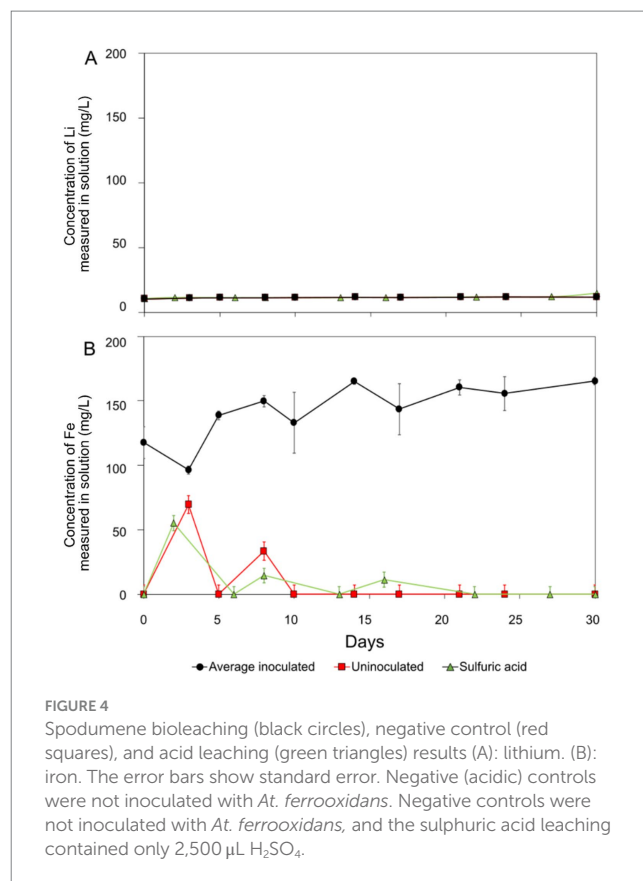 A
200
150
100
50
0
Concentration of Li
measured in solution (mg/L)
B
200
150
100
50
0
Concentration of Fe
measured in solution (mg/L)
0 5 10 15 20 25 30
Days
Average inoculated Uninoculated Sulfuric acid
FIGURE 4
Spodumene bioleaching (black circles), negative control (red
squares), and acid leaching (green triangles) results (A): lithium. (B):
iron. The error bars show standard error. Negative (acidic) controls
were not inoculated with At. ferrooxidans. Negative controls were
not inoculated with At. ferrooxidans, and the sulphuric acid leaching
contained only 2,500 μL H₂SO₄.